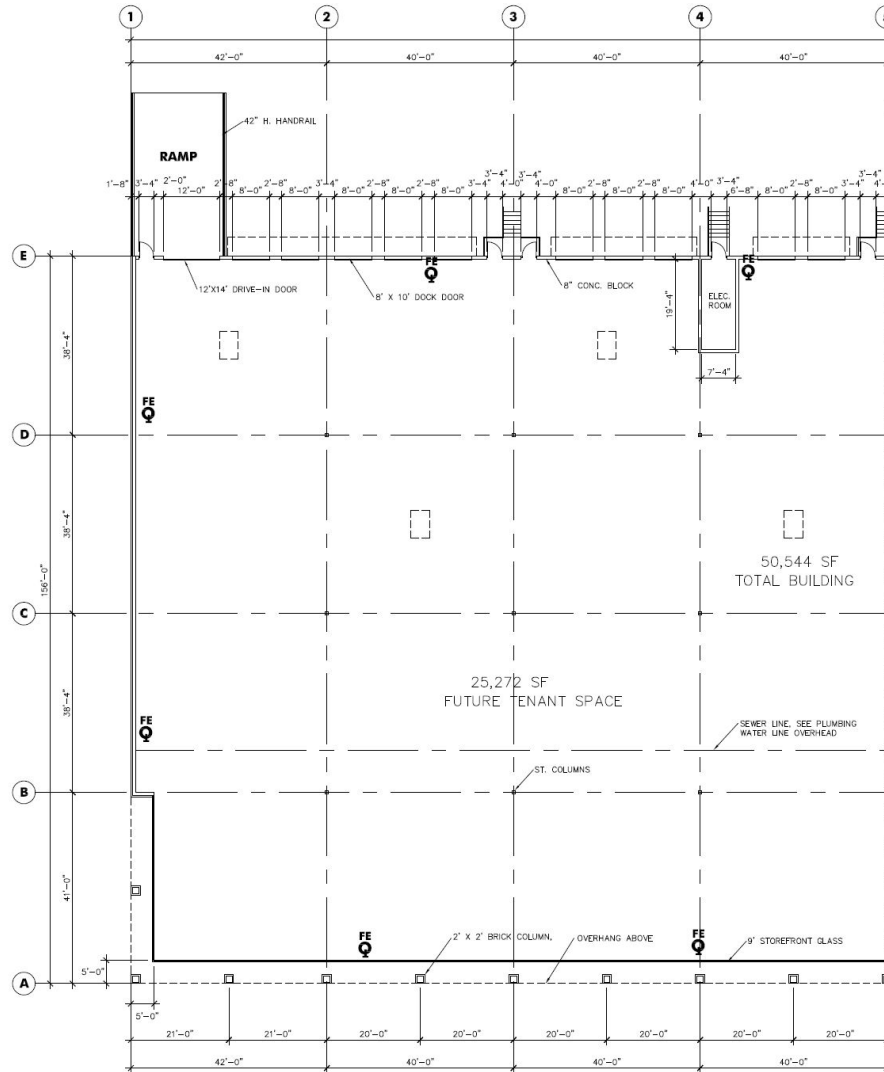 1
2
3
4
42'-0"
40'-0"
40'-0"
40'-0"
42" H. HANDRAIL
RAMP
1'-8"
3'-4"
2'-0"
12'-0"
2'-8"
8'-0"
2'-8"
8'-0"
3'-4"
8'-0"
2'-8"
8'-0"
2'-8"
8'-0"
3'-4"
3'-4"
4'-0"
3'-4"
4'-0"
8'-0"
2'-8"
8'-0"
2'-8"
8'-0"
4'-0"
3'-4"
6'-8"
8'-0"
2'-8"
8'-0"
3'-4"
E
FE
FE
12'X14' DRIVE-IN DOOR
8' X 10' DOCK DOOR
8" CONC. BLOCK
ELEC.
ROOM
19'-4"
7'-4"
38'-4"
FE
D
38'-4"
156'-0"
50,544 SF
TOTAL BUILDING
C
38'-4"
25,272 SF
FUTURE TENANT SPACE
FE
SEWER LINE, SEE PLUMBING
WATER LINE OVERHEAD
ST. COLUMNS
B
41'-0"
FE
FE
2' X 2' BRICK COLUMN,
OVERHANG ABOVE
9' STOREFRONT GLASS
5'-0"
A
5'-0"
21'-0"
21'-0"
20'-0"
20'-0"
20'-0"
20'-0"
20'-0"
20'-0"
42'-0"
40'-0"
40'-0"
40'-0"